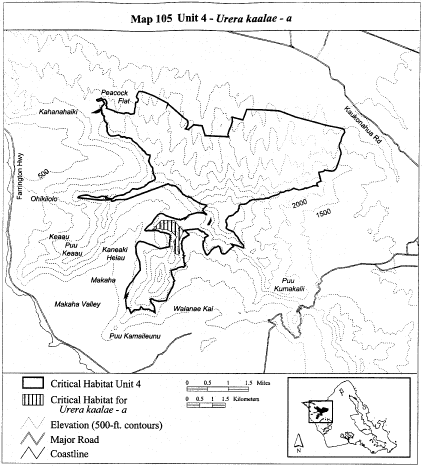 Map 105 Unit 4 - Urera kaalae - a
Peacock
Flat
Kahanahaiki
Kaukonahua Rd
Farrington Hwy
500
Ohikilolo
2000
1500
Keaau
Puu
Keaau
Kaneaki
Heiau
Makaha
Puu
Kumakalii
Makaha Valley
Waianae Kai
Puu Kamaileunu
Critical Habitat Unit 4
Critical Habitat for
Urera kaalae - a
Elevation (500-ft. contours)
Major Road
Coastline
0 0.5 1 1.5 Miles
0 0.5 1 1.5 Kilometers
N